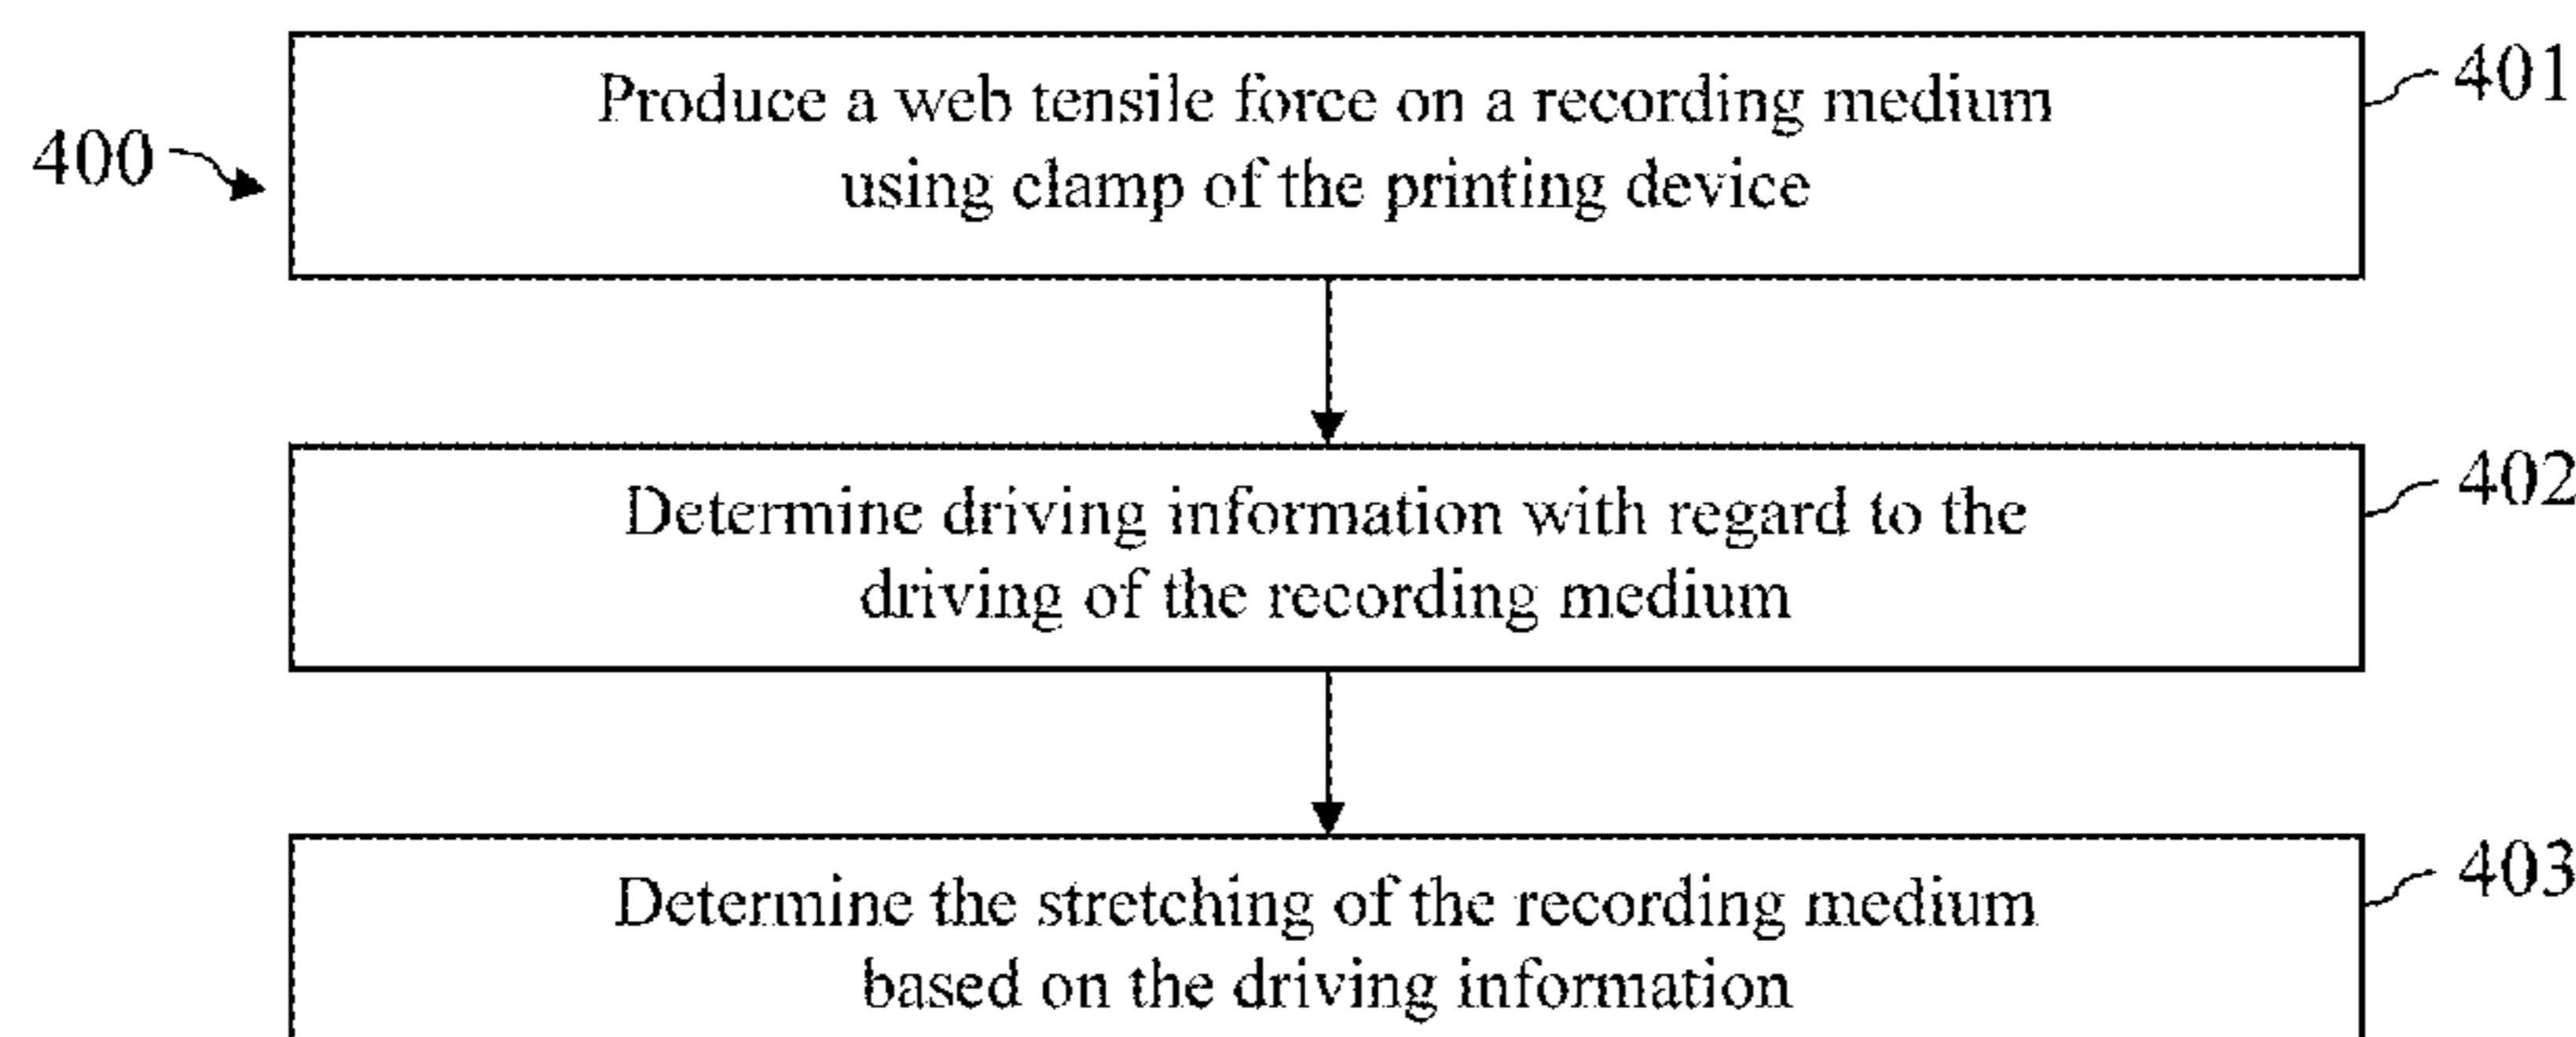 Produce a web tensile force on a recording medium
using clamp of the printing device
401
400
Determine driving information with regard to the
driving of the recording medium
402
Determine the stretching of the recording medium
based on the driving information
403